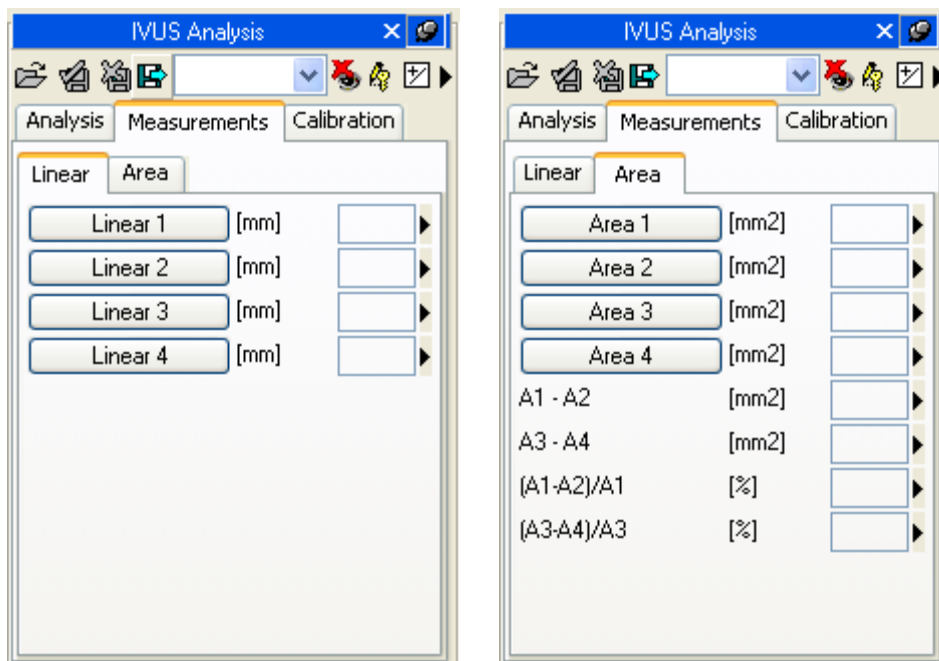 IVUS Analysis
Analysis Measurements Calibration
Linear Area
Linear 1 [mm]
Linear 2 [mm]
Linear 3 [mm]
Linear 4 [mm]
IVUS Analysis
Analysis Measurements Calibration
Linear Area
Area 1 [mm2]
Area 2 [mm2]
Area 3 [mm2]
Area 4 [mm2]
A1 - A2 [mm2]
A3 - A4 [mm2]
(A1-A2)/A1 [%]
(A3-A4)/A3 [%]